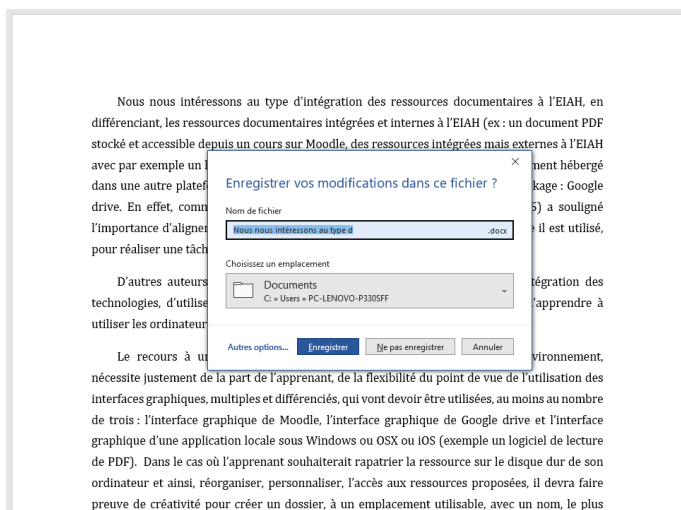 Nous nous intéressons au type d'intégration des ressources documentaires à l'EIAH, en
différenciant, les ressources documentaires intégrées et internes à l'EIAH (ex : un document PDF
stocké et accessible depuis un cours sur Moodle, des ressources intégrées mais externes à l'EIAH
avec par exemple un
ment hébergé
dans une autre platef
kage : Google
drive. En effet, comm
5) a souligné
l'importance d'aligner
il est utilisé,
pour réaliser une tâch
D'autres auteurs
tégration des
technologies, d'utilise
'apprendre à
utiliser les ordinateur
Le recours à un
vironnement,
Enregistrer vos modifications dans ce fichier ?
Nom de fichier
Nous nous intéressons au type d
.docx
Choisissez un emplacement
Documents
C: » Users » PC-LENOVO-P330SFF
Autres options... Enregistrer Ne pas enregistrer Annuler
nécessite justement de la part de l'apprenant, de la flexibilité du point de vue de l'utilisation des
interfaces graphiques, multiples et différenciés, qui vont devoir être utilisées, au moins au nombre
de trois : l'interface graphique de Moodle, l'interface graphique de Google drive et l'interface
graphique d'une application locale sous Windows ou OSX ou iOS (exemple un logiciel de lecture
de PDF). Dans le cas où l'apprenant souhaiterait rapatrier la ressource sur le disque dur de son
ordinateur et ainsi, réorganiser, personnaliser, l'accès aux ressources proposées, il devra faire
preuve de créativité pour créer un dossier, à un emplacement utilisable, avec un nom, le plus